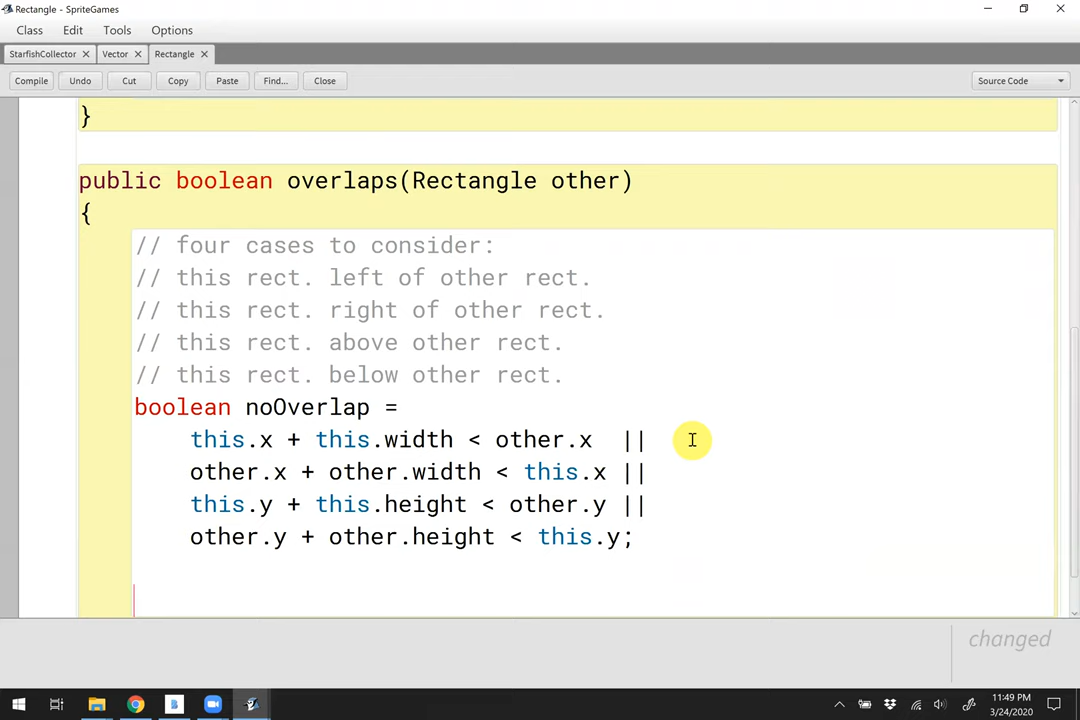 Rectangle - SpriteGames
Class Edit Tools Options
StarfishCollector Vector Rectangle
Compile Undo Cut Copy Paste Find... Close Source Code
}
public boolean overlaps(Rectangle other)
{
// four cases to consider:
// this rect. left of other rect.
// this rect. right of other rect.
// this rect. above other rect.
// this rect. below other rect.
boolean noOverlap =
this.x + this.width < other.x ||
other.x + other.width < this.x ||
this.y + this.height < other.y ||
other.y + other.height < this.y;
changed
11:49 PM
3/24/2020